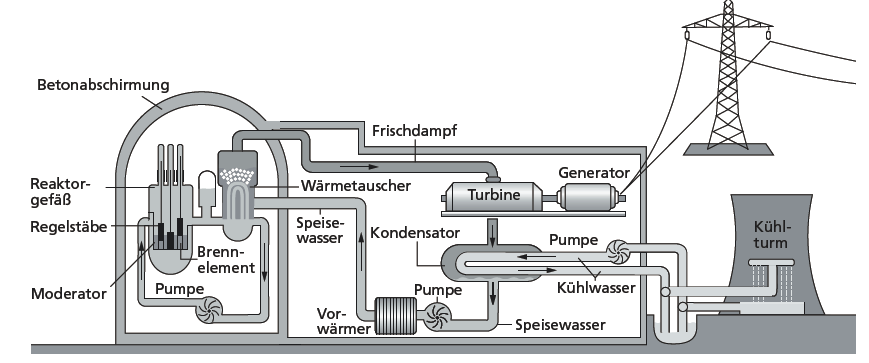 Betonabschirmung
Frischdampf
Reaktor-
gefäß
Wärmetauscher
Generator
Turbine
Regelstäbe
Speise-
wasser
Kondensator
Pumpe
Kühl-
turm
Brenn-
element
Moderator
Pumpe
Pumpe
Kühlwasser
Vor-
wärmer
Speisewasser